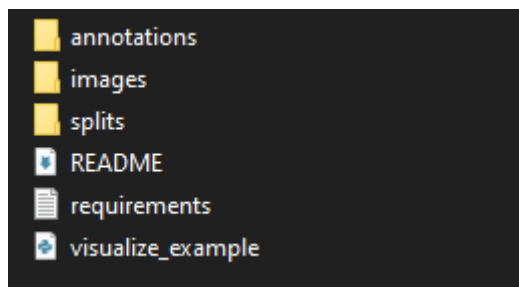 annotations
images
splits
README
requirements
visualize_example